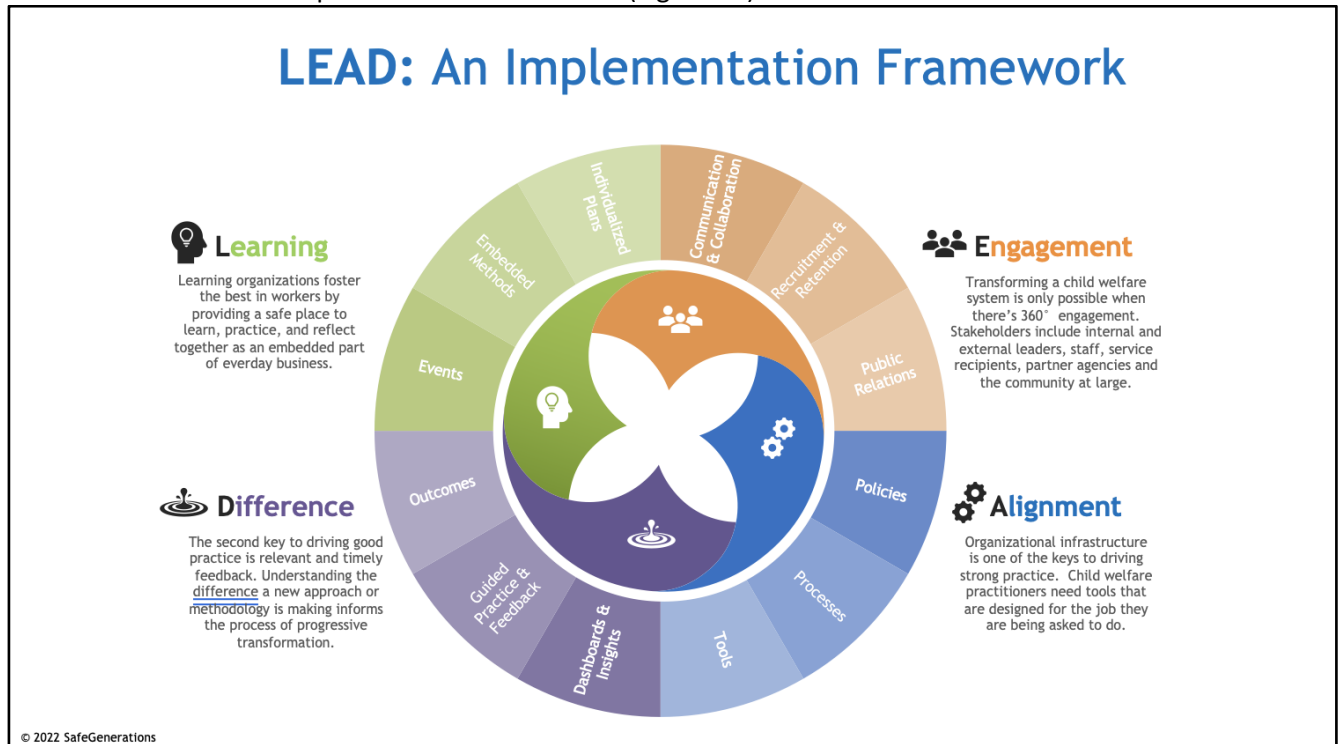 LEAD: An Implementation Framework
Learning
Learning organizations foster
the best in workers by
providing a safe place to
learn, practice, and reflect
together as an embedded part
of everday business.
Engagement
Transforming a child welfare
system is only possible when
there's 360° engagement.
Stakeholders include internal and
external leaders, staff, service
recipients, partner agencies and
the community at large.
Difference
The second key to driving good
practice is relevant and timely
feedback. Understanding the
difference a new approach or
methodology is making informs
the process of progressive
transformation.
Alignment
Organizational infrastructure
is one of the keys to driving
strong practice. Child welfare
practitioners need tools that
are designed for the job they
are being asked to do.
Individualized
Plans
Communication
& Collaboration
Embedded
Methods
Recruitment &
Retention
Events
Public
Relations
Outcomes
Policies
Guided
Practice &
Feedback
Processes
Dashboards &
Insights
Tools
© 2022 SafeGenerations